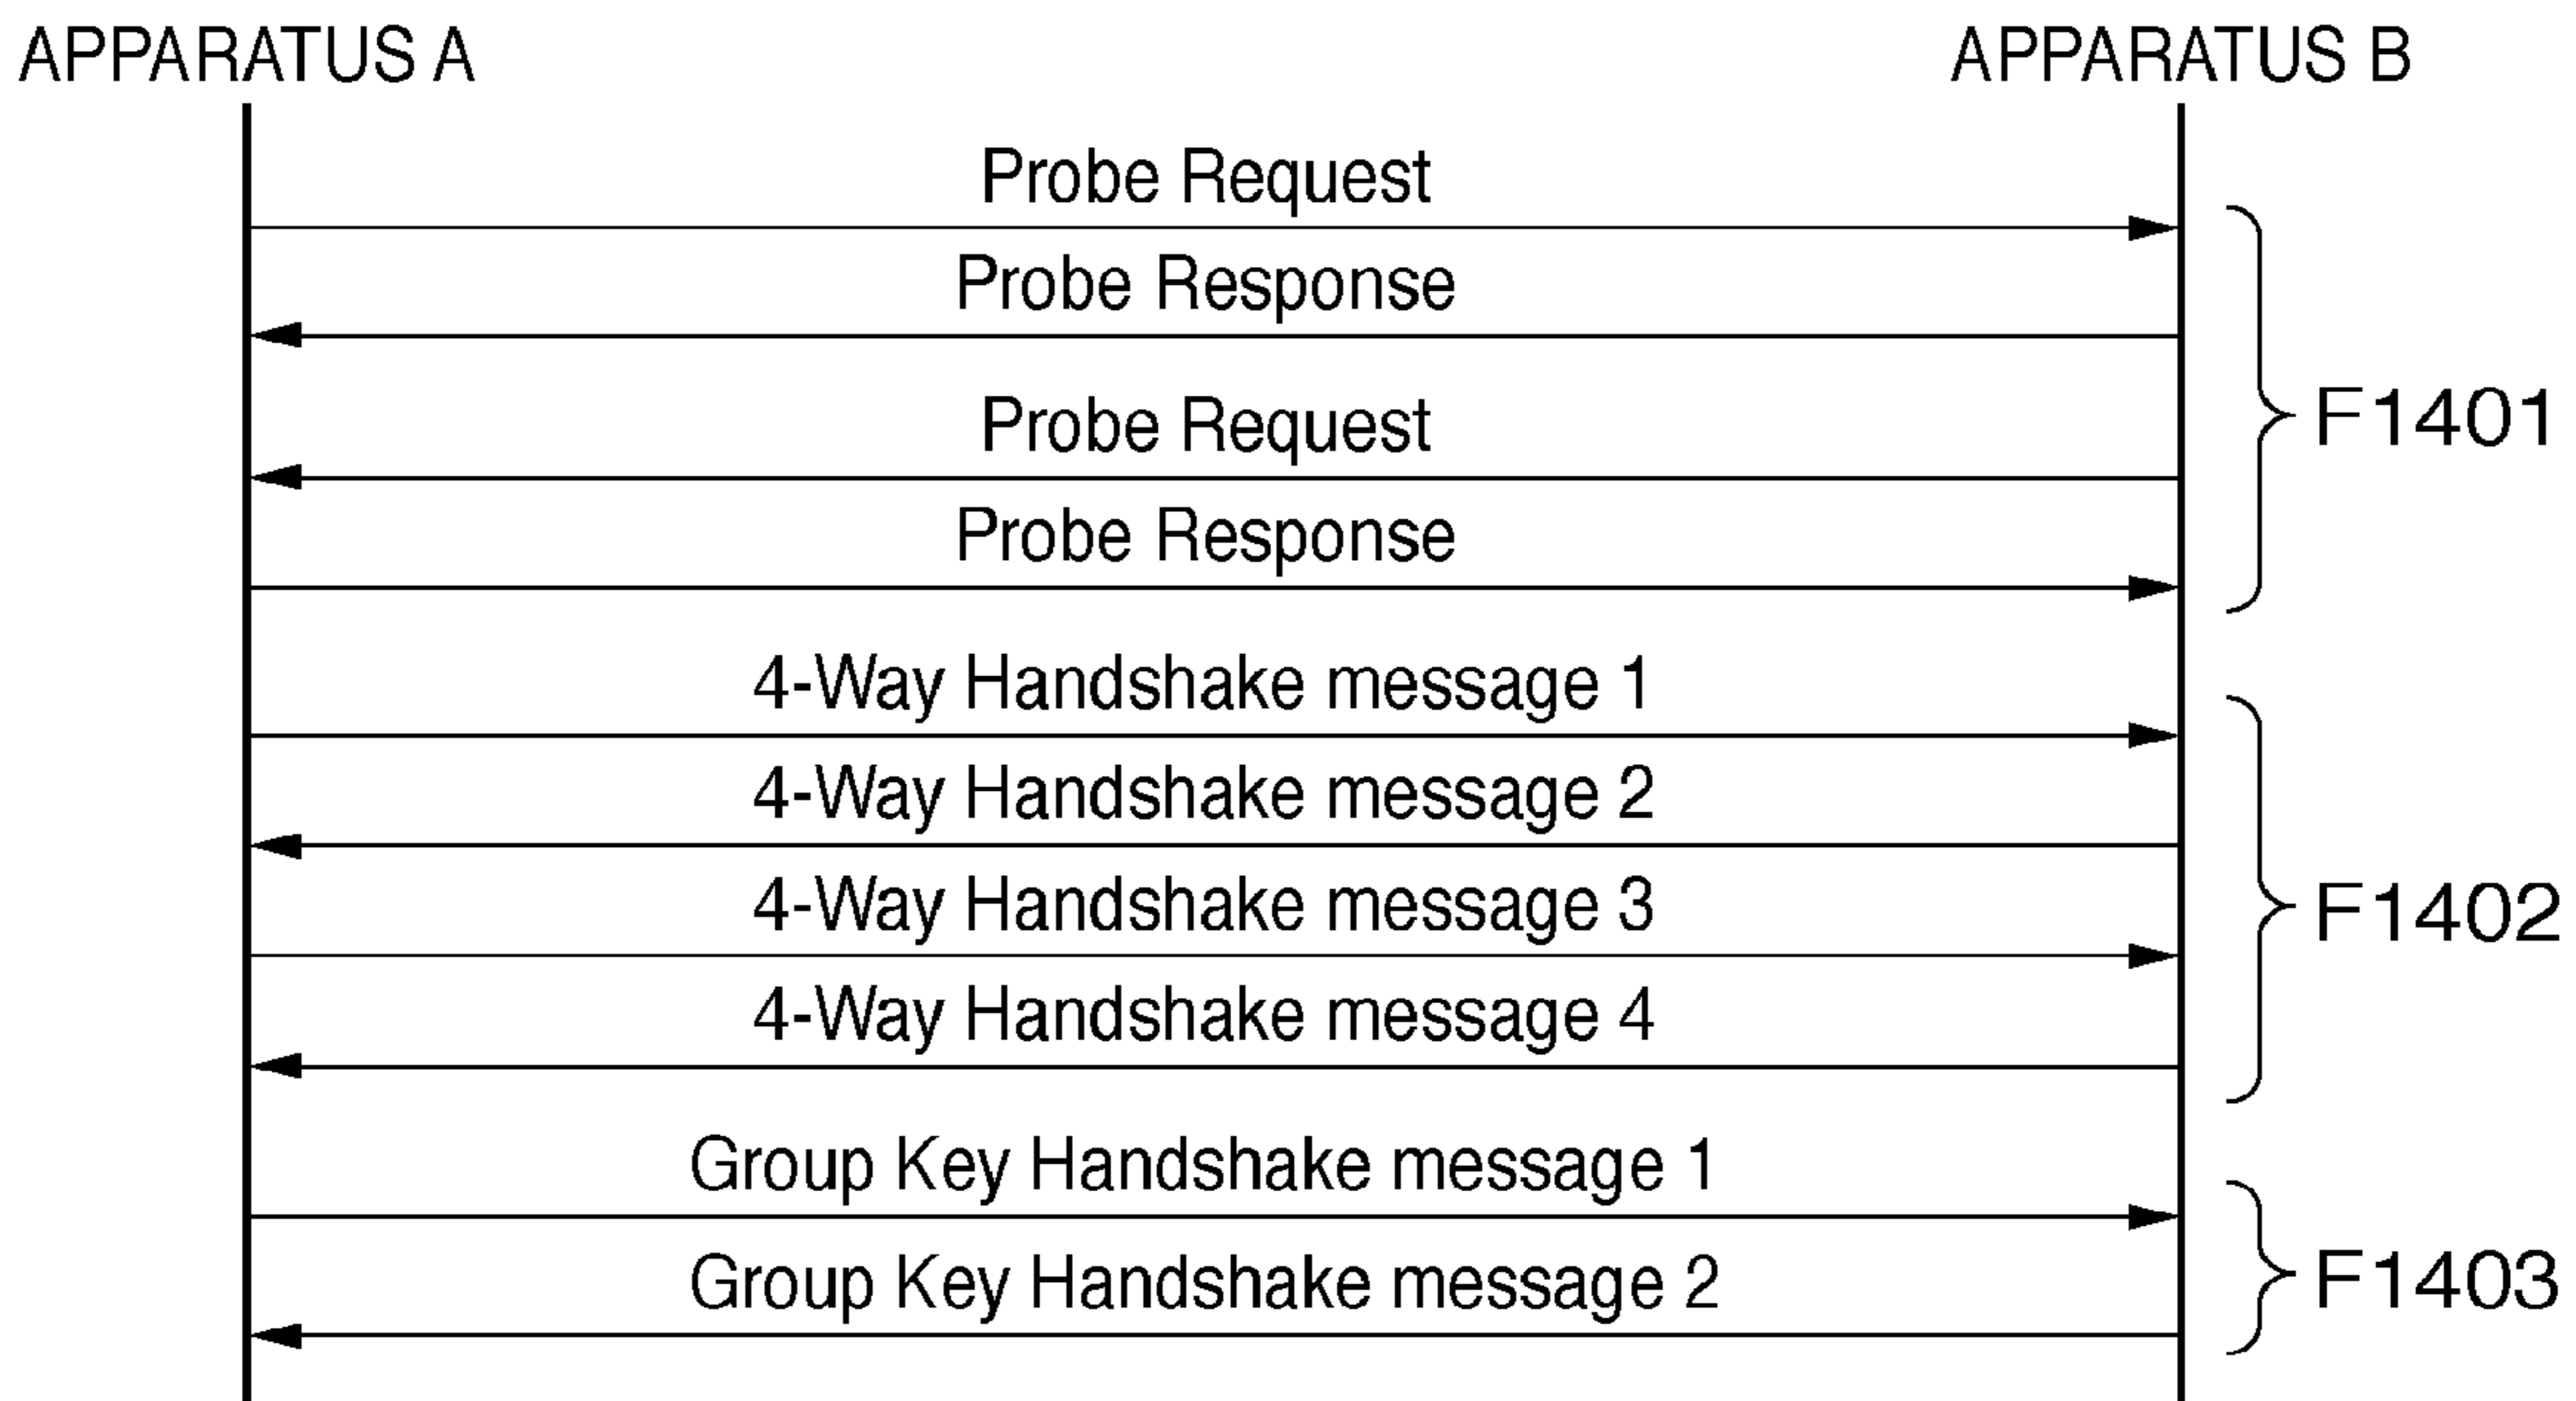 APPARATUS A
APPARATUS B
Probe Request
Probe Response
Probe Request
Probe Response
F1401
4-Way Handshake message 1
4-Way Handshake message 2
4-Way Handshake message 3
4-Way Handshake message 4
F1402
Group Key Handshake message 1
Group Key Handshake message 2
F1403